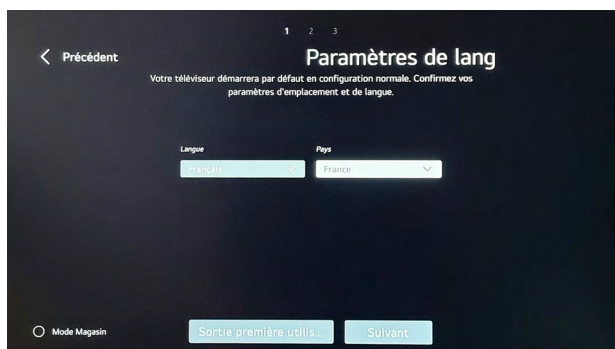 1 2 3
Précédent
Paramètres de lang
Votre téléviseur démarrera par défaut en configuration normale. Confirmez vos
paramètres d'emplacement et de langue.
Langue Pays
Français France
Mode Magasin Sortie première utilis... Suivant